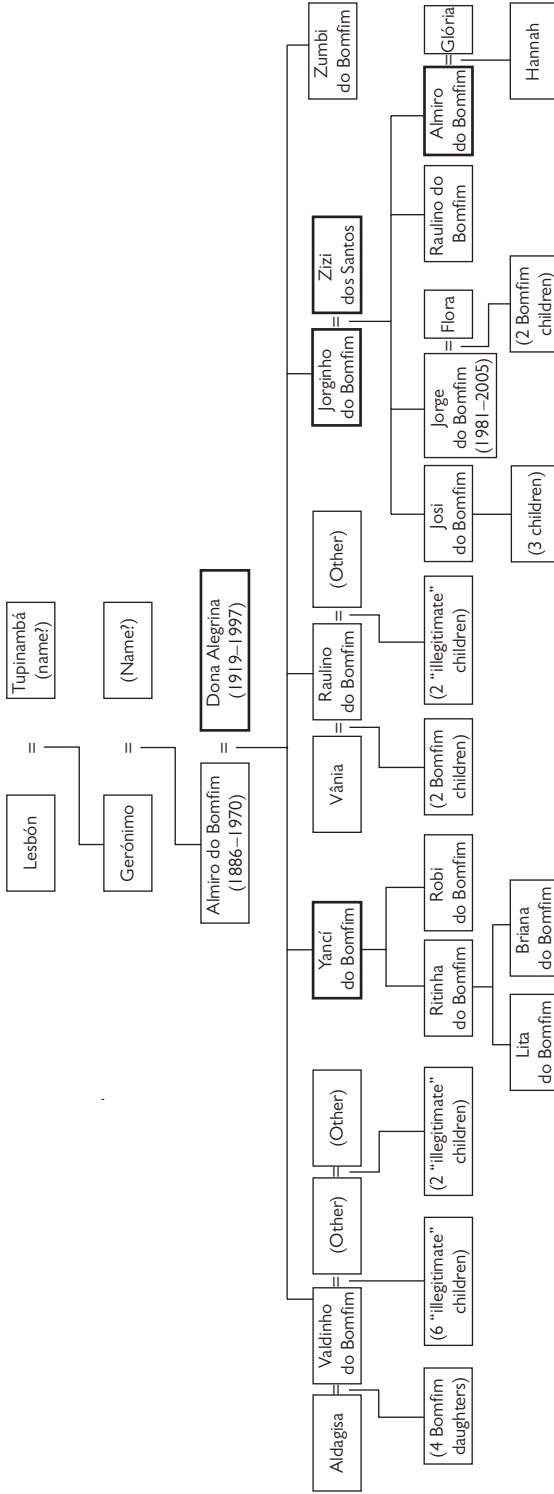 Lesbón
=
Tupinambá
(name?)
Gerónimo
=
(Name?)
Almiro do Bomfim
(1886–1970)
=
Dona Alegrina
(1919–1997)
Aldagisa
=
Valdinho
do Bomfim
=
(Other)
=
(Other)
Yancí
do Bomfim
Vânia
=
Raulino
do Bomfim
=
(Other)
Jorginho
do Bomfim
=
Zizi
dos Santos
Zumbi
do Bomfim
(4 Bomfim
daughters)
(6 “illegitimate”
children)
(2 “illegitimate”
children)
Ritinha
do Bomfim
Robi
do Bomfim
(2 Bomfim
children)
(2 “illegitimate”
children)
Josi
do Bomfim
Jorge
do Bomfim
(1981–2005)
=
Flora
Raulino do
Bomfim
Almiro
do Bomfim
=
Glória
Lita
do Bomfim
Briana
do Bomfim
(3 children)
(2 Bomfim
children)
Hannah